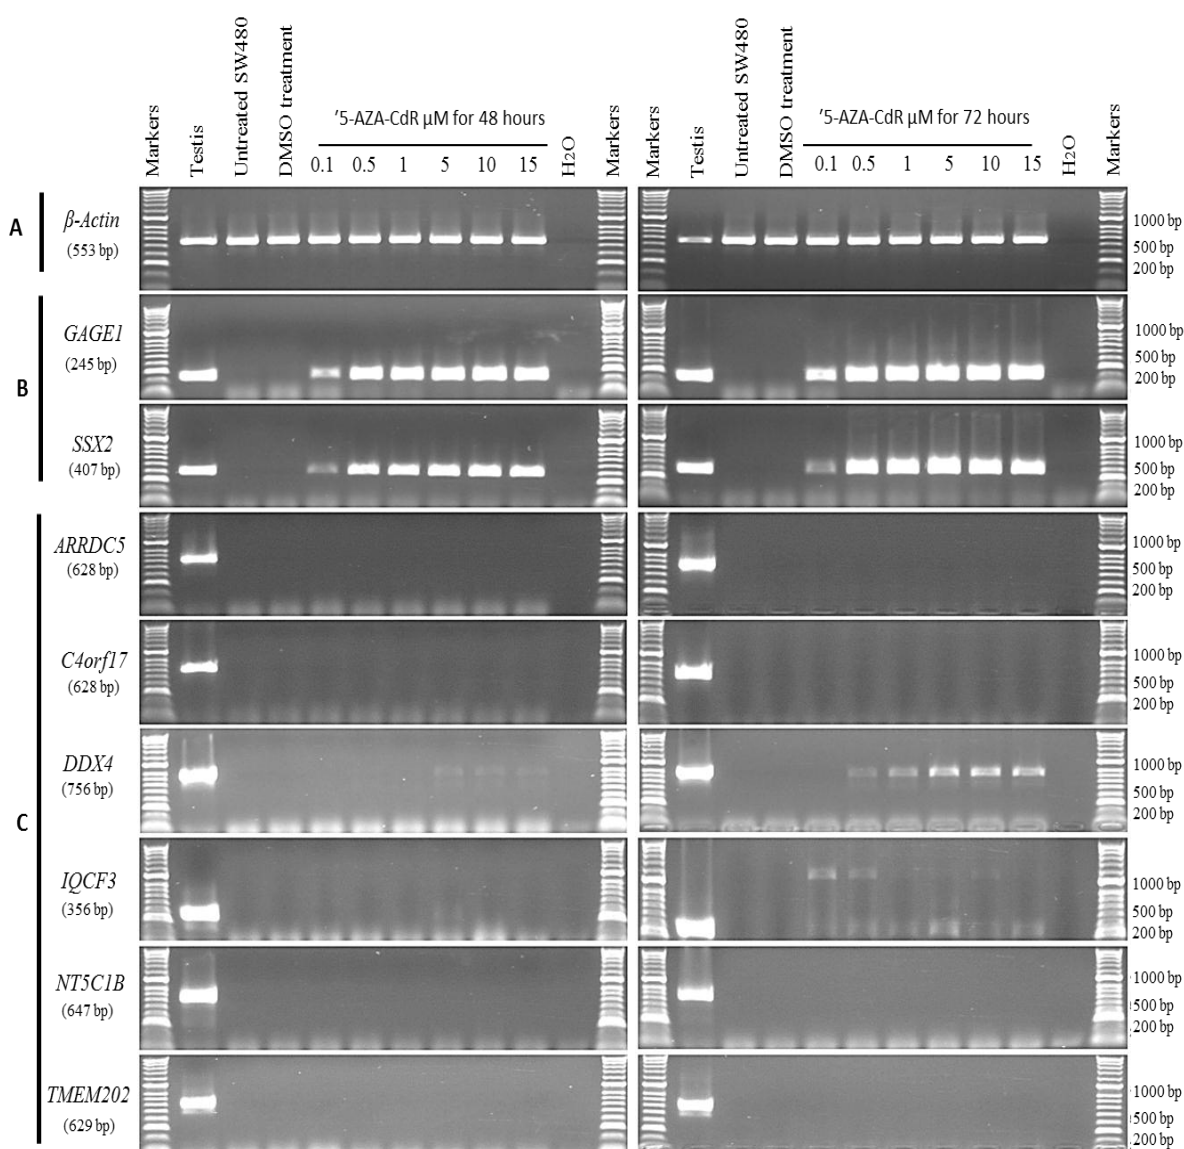 Markers
Testis
Untreated SW480
DMSO treatment
'5-AZA-CdR µM for 48 hours
0.1 0.5 1 5 10 15
H2O
Markers
Markers
Testis
Untreated SW480
DMSO treatment
'5-AZA-CdR µM for 72 hours
0.1 0.5 1 5 10 15
H2O
Markers
A
β-Actin
(553 bp)
1000 bp
500 bp
200 bp
B
GAGE1
(245 bp)
1000 bp
500 bp
200 bp
SSX2
(407 bp)
1000 bp
500 bp
200 bp
C
ARRDC5
(628 bp)
1000 bp
500 bp
200 bp
C4orf17
(628 bp)
1000 bp
500 bp
200 bp
DDX4
(756 bp)
1000 bp
500 bp
200 bp
IQCF3
(356 bp)
1000 bp
500 bp
200 bp
NT5C1B
(647 bp)
1000 bp
500 bp
200 bp
TMEM202
(629 bp)
1000 bp
500 bp
200 bp